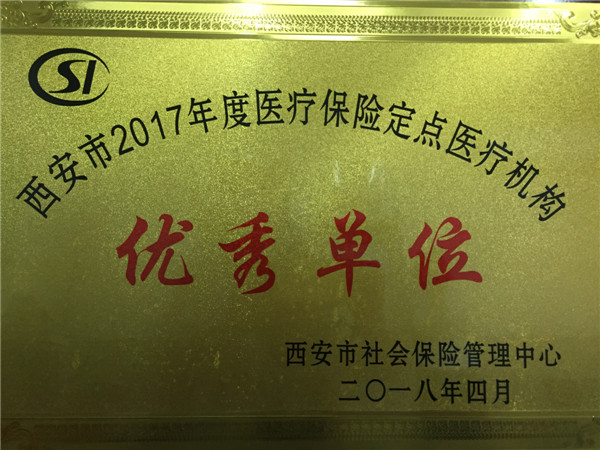 SI
西安市2017年度医疗保险定点医疗机构
优秀单位
西安市社会保险管理中心
二〇一八年四月